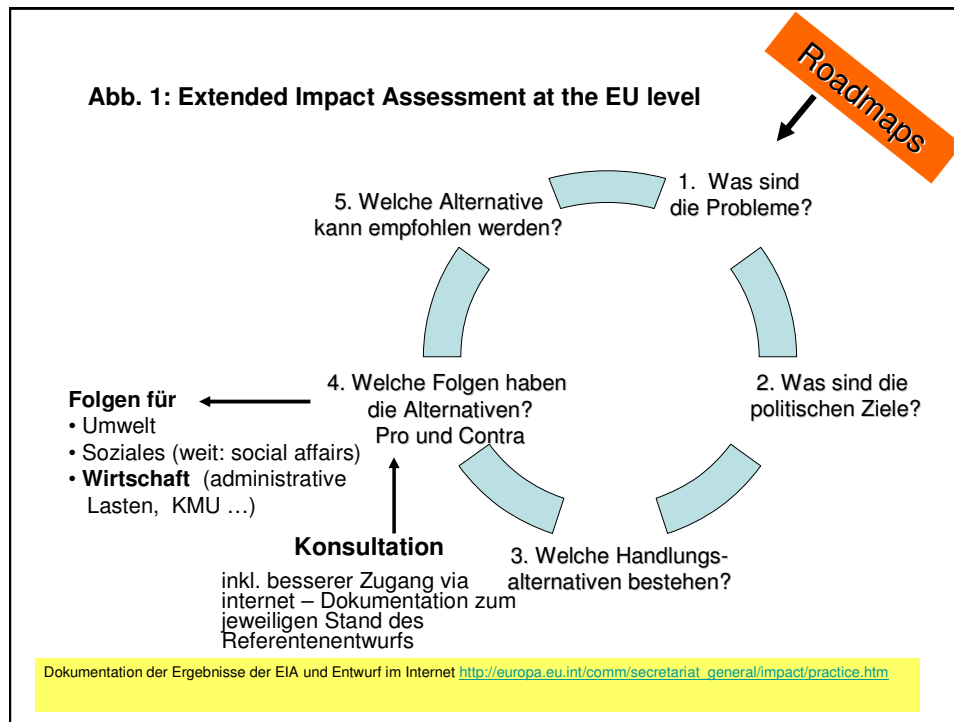 Roadmaps
Abb. 1: Extended Impact Assessment at the EU level
1. Was sind
die Probleme?
2. Was sind die
politischen Ziele?
3. Welche Handlungs-
alternativen bestehen?
4. Welche Folgen haben
die Alternativen?
Pro und Contra
5. Welche Alternative
kann empfohlen werden?
Folgen für
• Umwelt
• Soziales (weit: social affairs)
• Wirtschaft (administrative
Lasten, KMU …)
Konsultation
inkl. besserer Zugang via
internet – Dokumentation zum
jeweiligen Stand des
Referentenentwurfs
Dokumentation der Ergebnisse der EIA und Entwurf im Internet http://europa.eu.int/comm/secretariat_general/impact/practice.htm